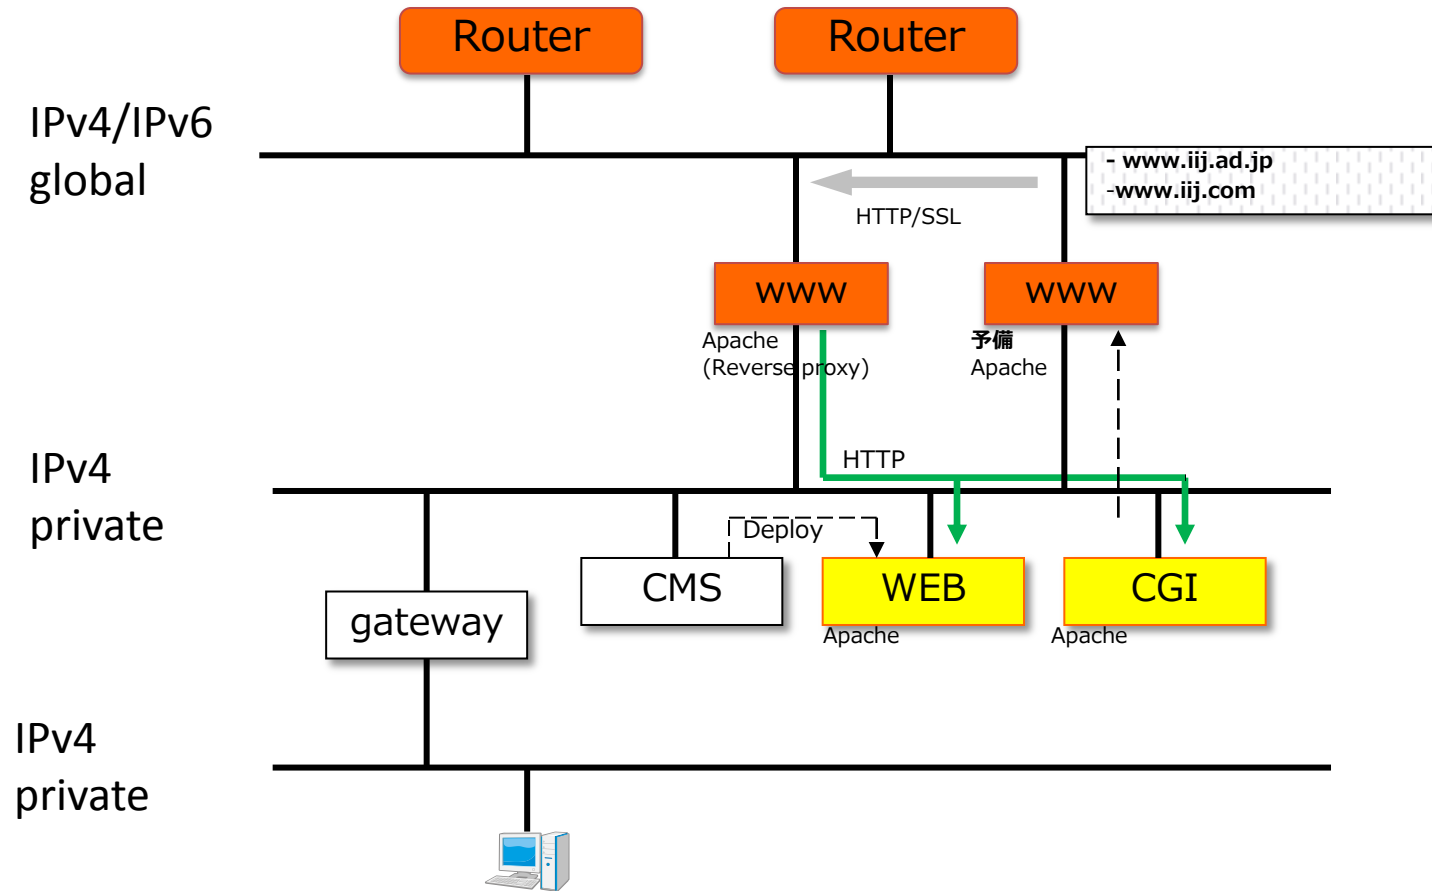 Router
Router
IPv4/IPv6
global
- www.iij.ad.jp
-www.iij.com
HTTP/SSL
www
www
Apache
(Reverse proxy)
予備
Apache
IPv4
private
HTTP
Deploy
CMS
WEB
CGI
gateway
Apache
Apache
IPv4
private